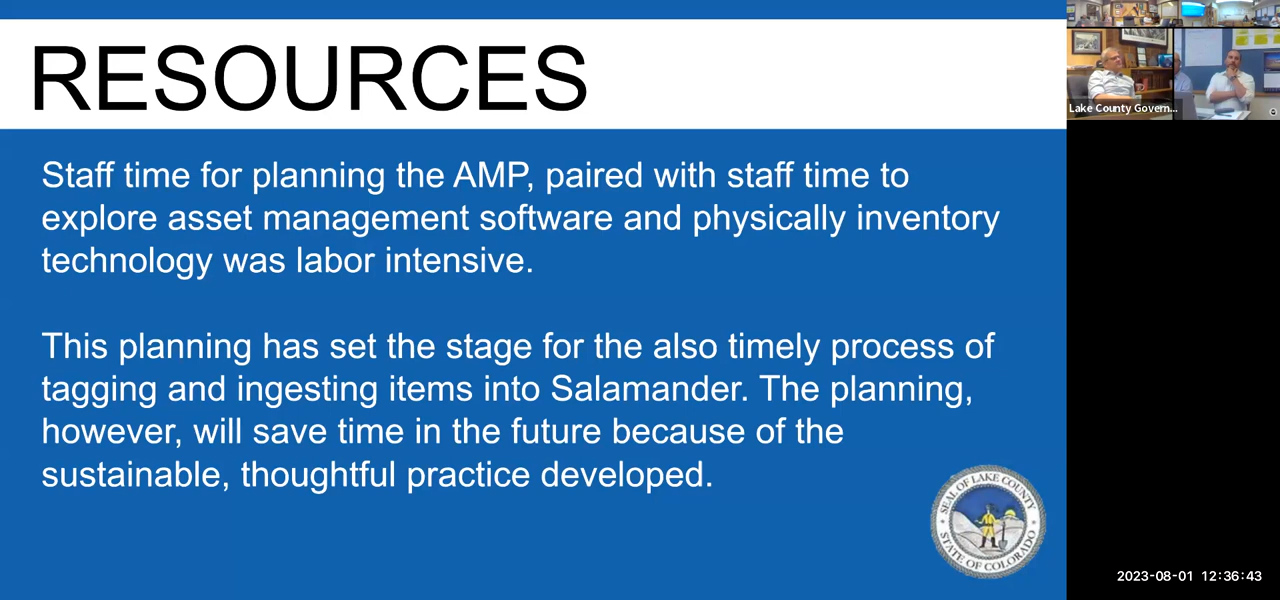 RESOURCES
Staff time for planning the AMP, paired with staff time to
explore asset management software and physically inventory
technology was labor intensive.
This planning has set the stage for the also timely process of
tagging and ingesting items into Salamander. The planning,
however, will save time in the future because of the
sustainable, thoughtful practice developed.
SEAL OF LAKE COUNTY
STATE OF COLORADO
Lake County Govern...
2023-08-01 12:36:43